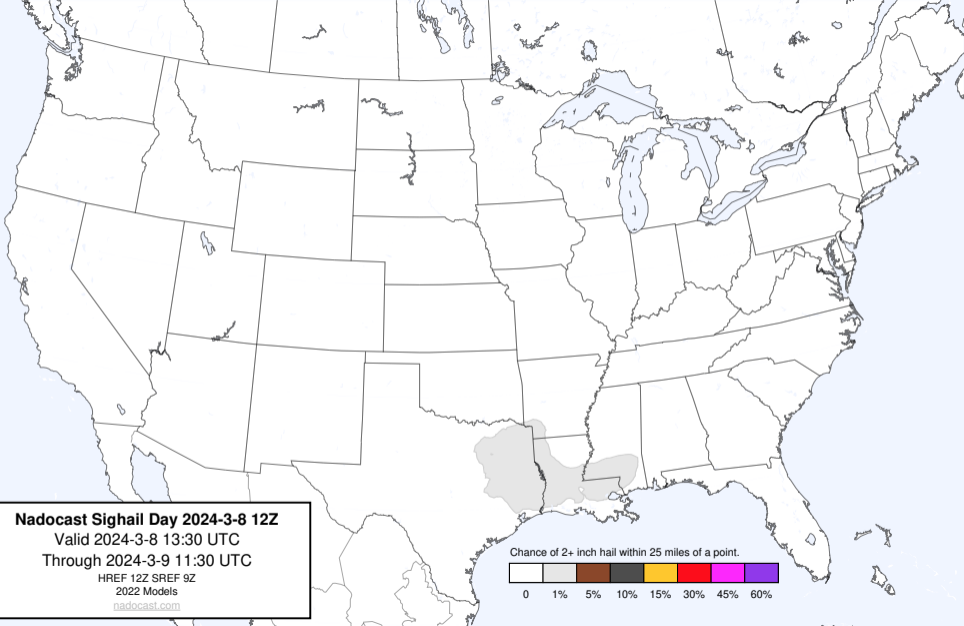 Nadocast Sighail Day 2024-3-8 12Z
Valid 2024-3-8 13:30 UTC
Through 2024-3-9 11:30 UTC
HREF 12Z SREF 9Z
2022 Models
nadocast.com
Chance of 2+ inch hail within 25 miles of a point.
0 1% 5% 10% 15% 30% 45% 60%